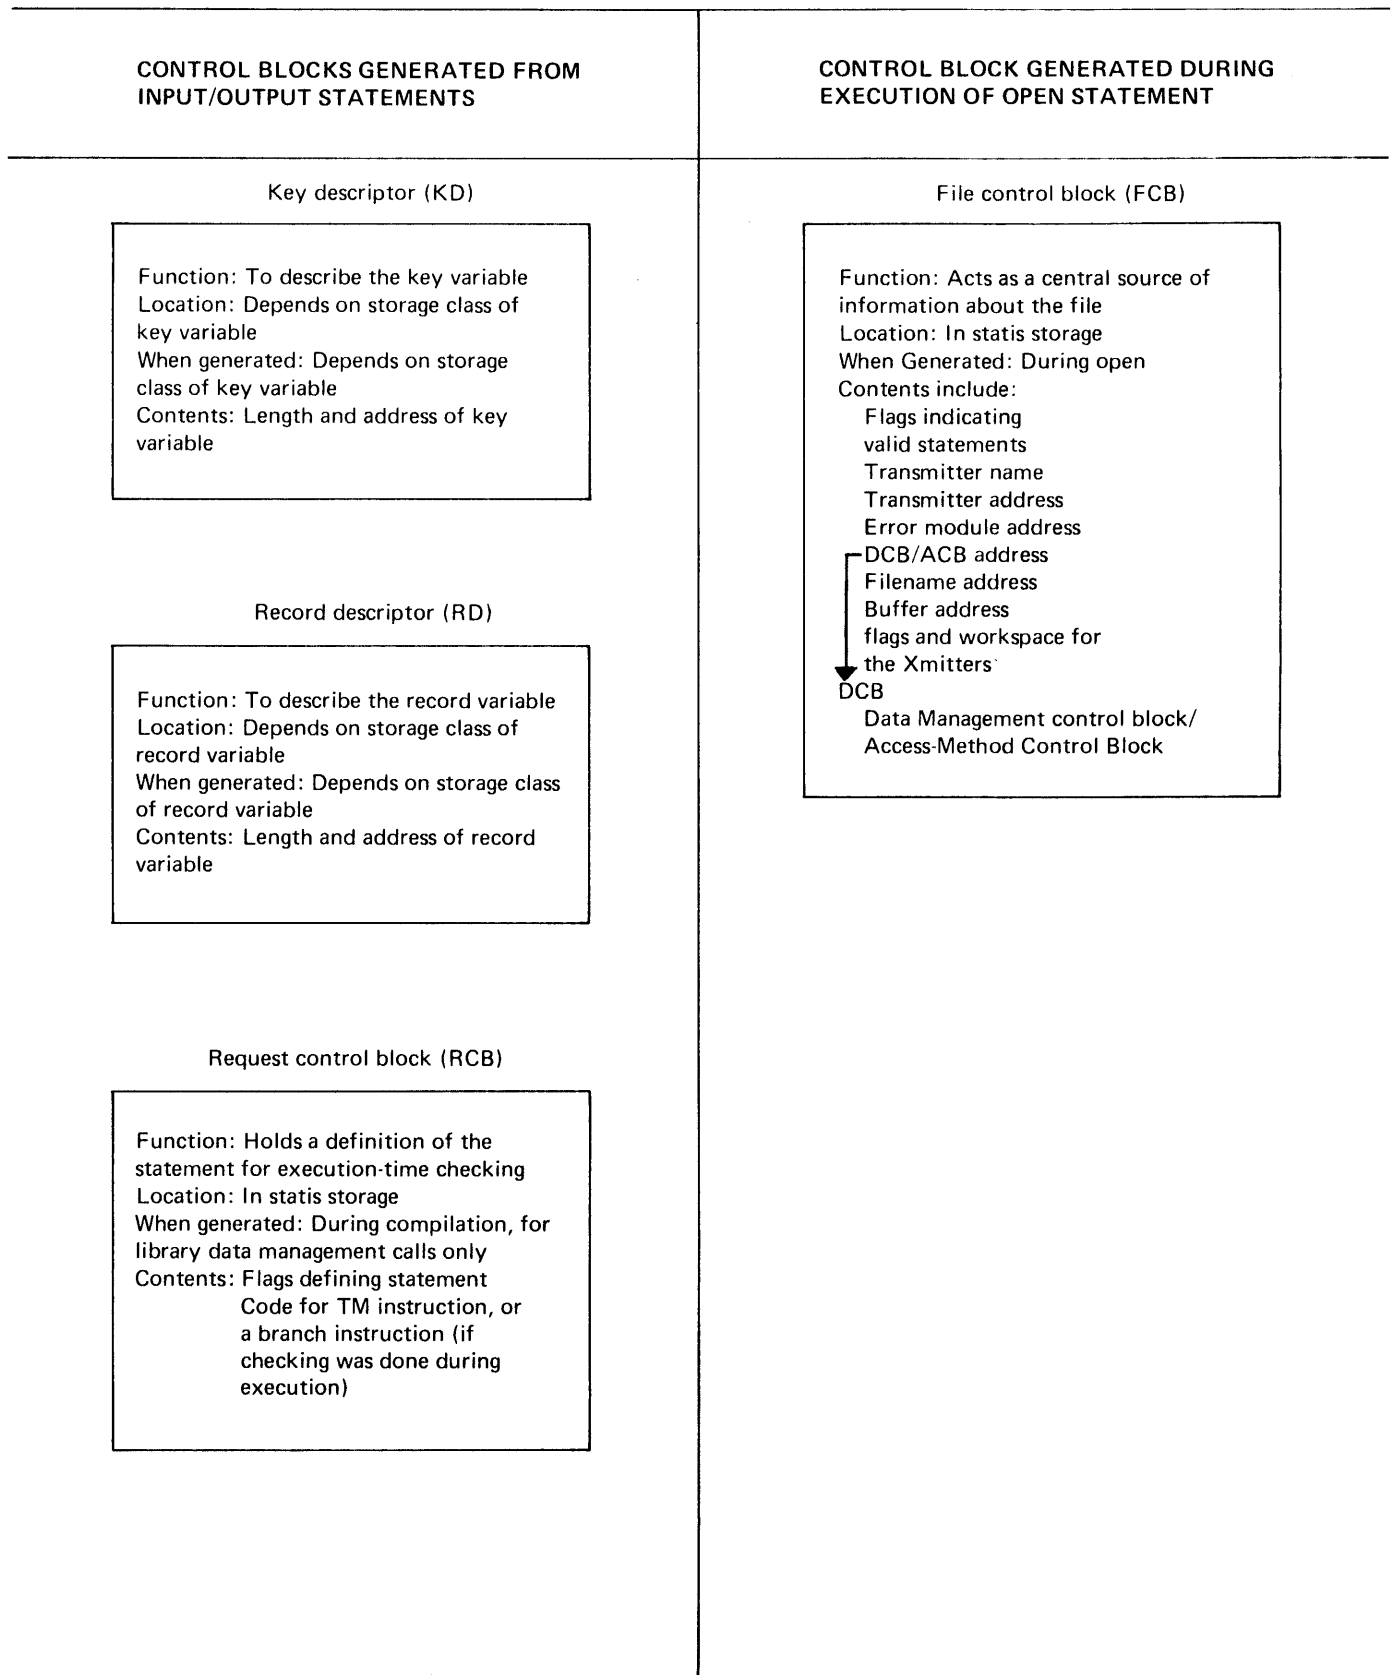 CONTROL BLOCKS GENERATED FROM
INPUT/OUTPUT STATEMENTS
Key descriptor (KD)
Function: To describe the key variable
Location: Depends on storage class of
key variable
When generated: Depends on storage
class of key variable
Contents: Length and address of key
variable
Record descriptor (RD)
Function: To describe the record variable
Location: Depends on storage class of
record variable
When generated: Depends on storage class
of record variable
Contents: Length and address of record
variable
Request control block (RCB)
Function: Holds a definition of the
statement for execution-time checking
Location: In statis storage
When generated: During compilation, for
library data management calls only
Contents: Flags defining statement
Code for TM instruction, or
a branch instruction (if
checking was done during
execution)
CONTROL BLOCK GENERATED DURING
EXECUTION OF OPEN STATEMENT
File control block (FCB)
Function: Acts as a central source of
information about the file
Location: In statis storage
When Generated: During open
Contents include:
Flags indicating
valid statements
Transmitter name
Transmitter address
Error module address
DCB/ACB address
Filename address
Buffer address
flags and workspace for
the Xmitters
DCB
Data Management control block/
Access-Method Control Block